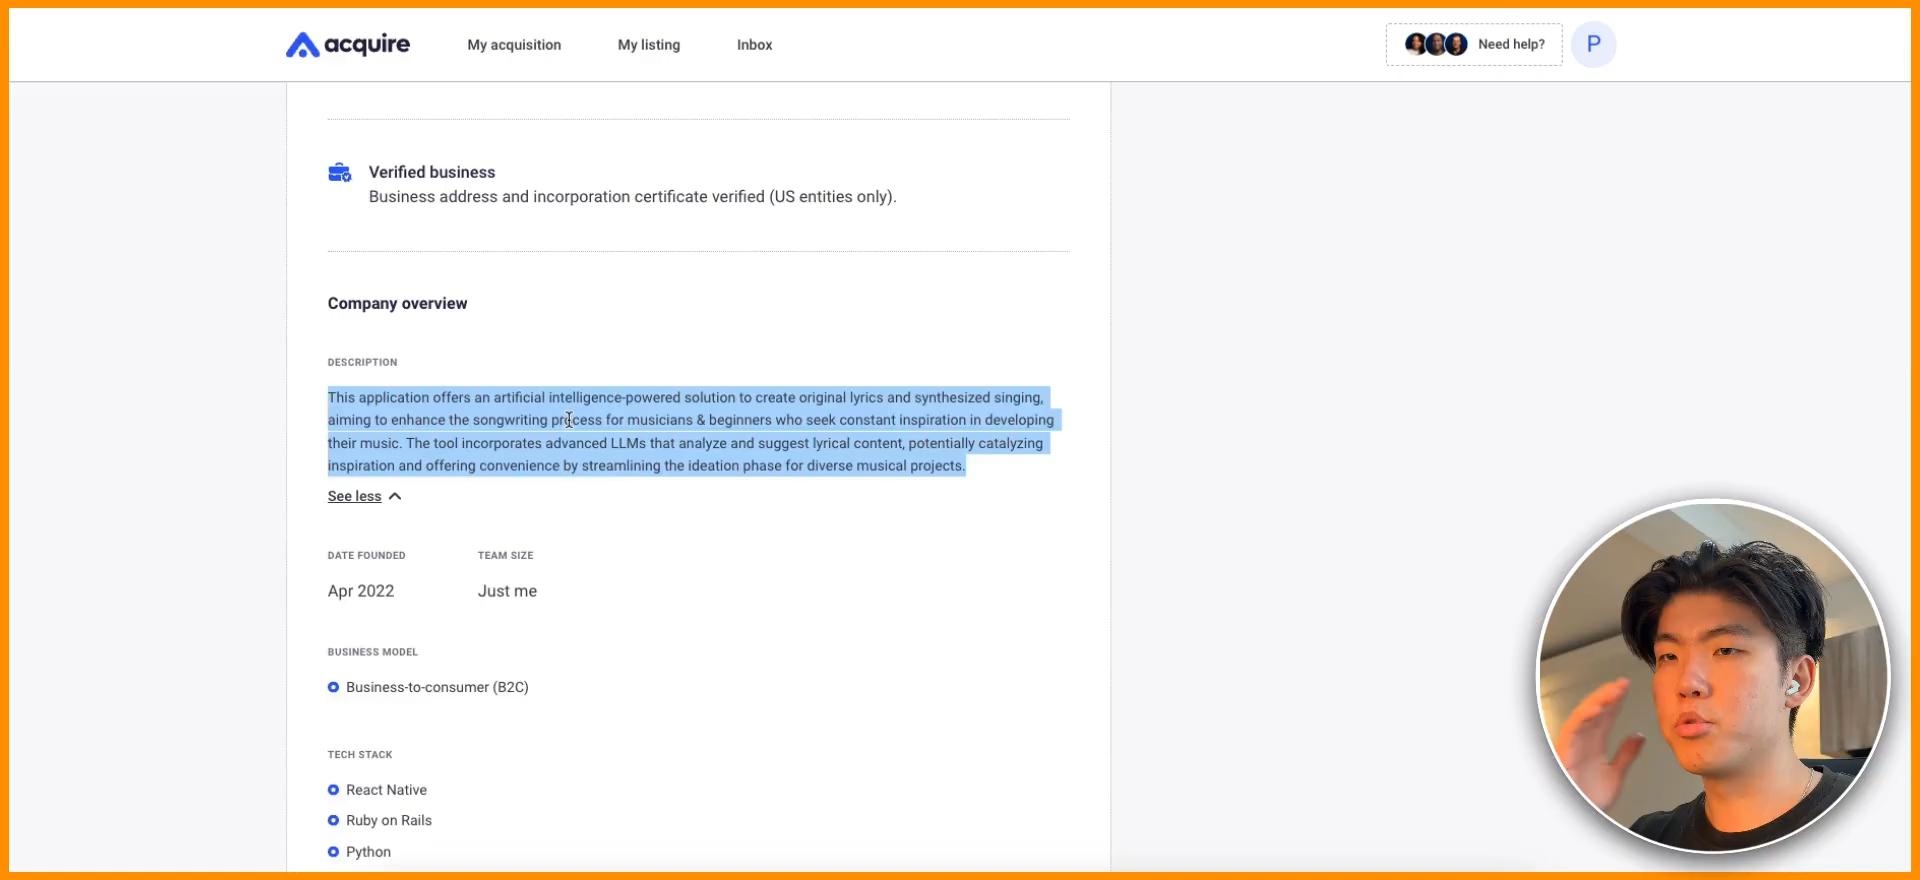 acquire
My acquisition
My listing
Inbox
Need help?
P
Verified business
Business address and incorporation certificate verified (US entities only).
Company overview
DESCRIPTION
This application offers an artificial intelligence-powered solution to create original lyrics and synthesized singing,
aiming to enhance the songwriting process for musicians & beginners who seek constant inspiration in developing
their music. The tool incorporates advanced LLMs that analyze and suggest lyrical content, potentially catalyzing
inspiration and offering convenience by streamlining the ideation phase for diverse musical projects.
See less
DATE FOUNDED
TEAM SIZE
Apr 2022
Just me
BUSINESS MODEL
Business-to-consumer (B2C)
TECH STACK
React Native
Ruby on Rails
Python